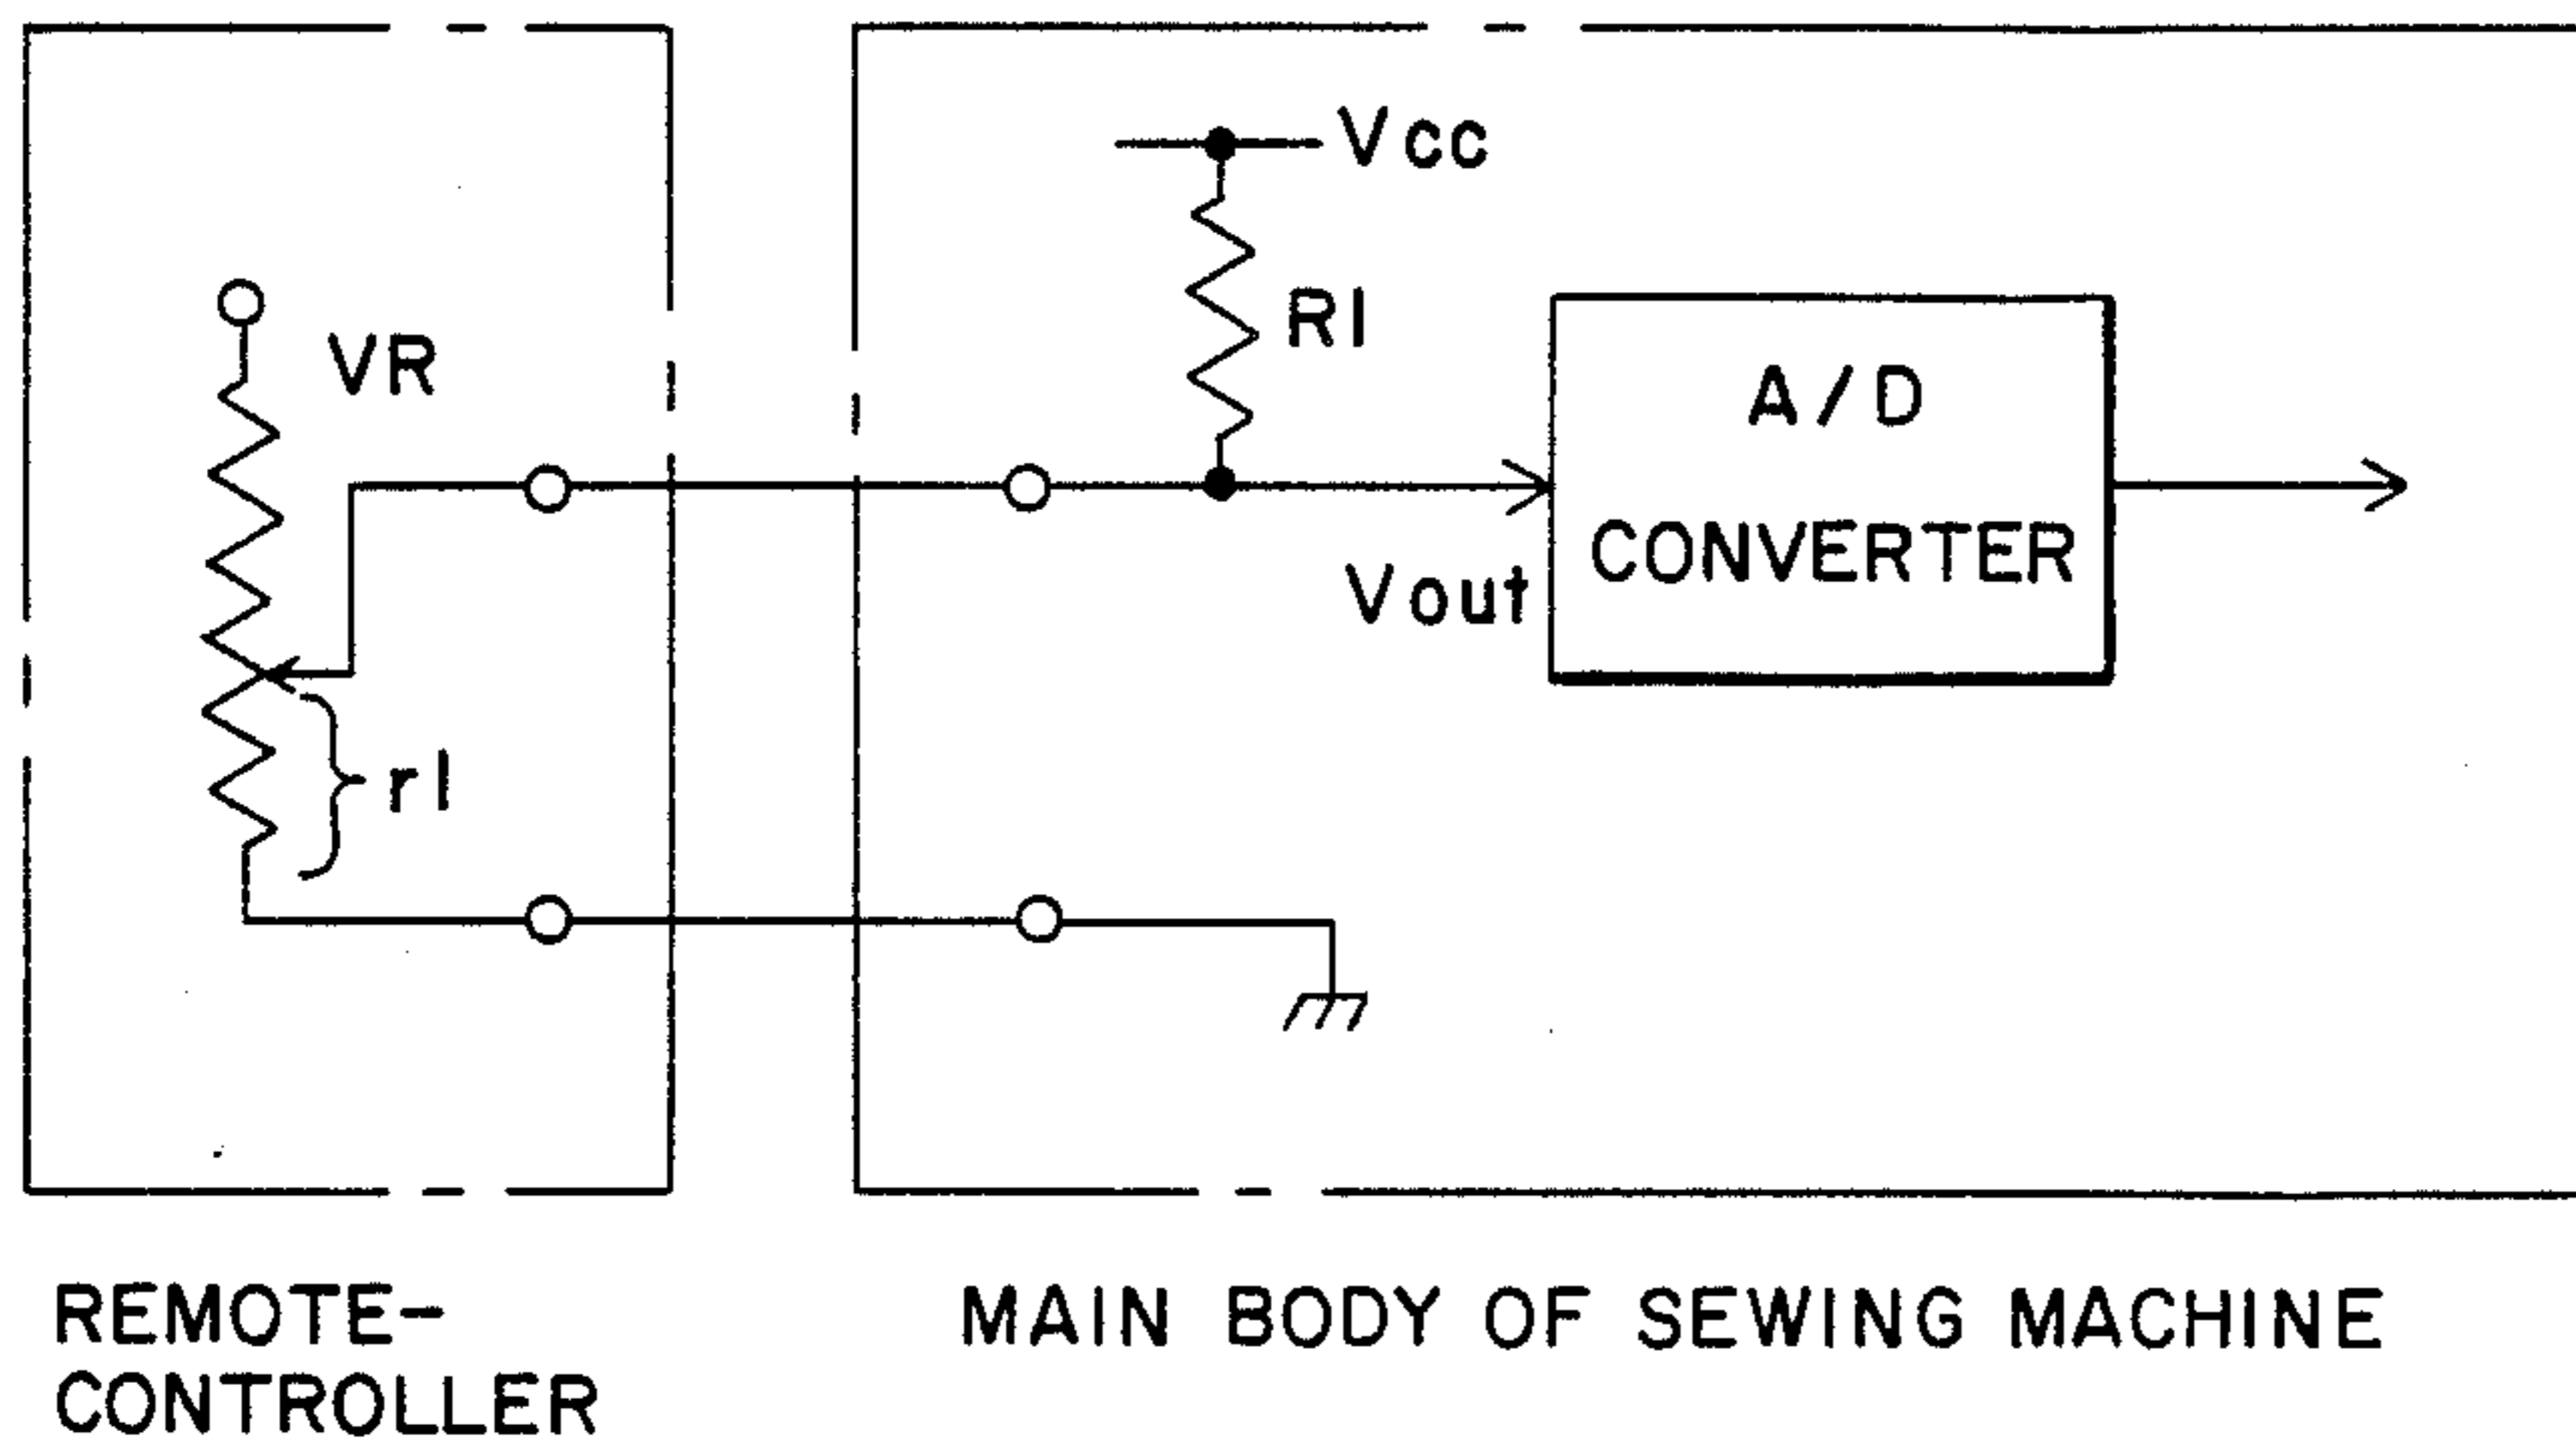 Vcc
VR
R1
A/D
CONVERTER
Vout
r1
REMOTE-
CONTROLLER
MAIN BODY OF SEWING MACHINE